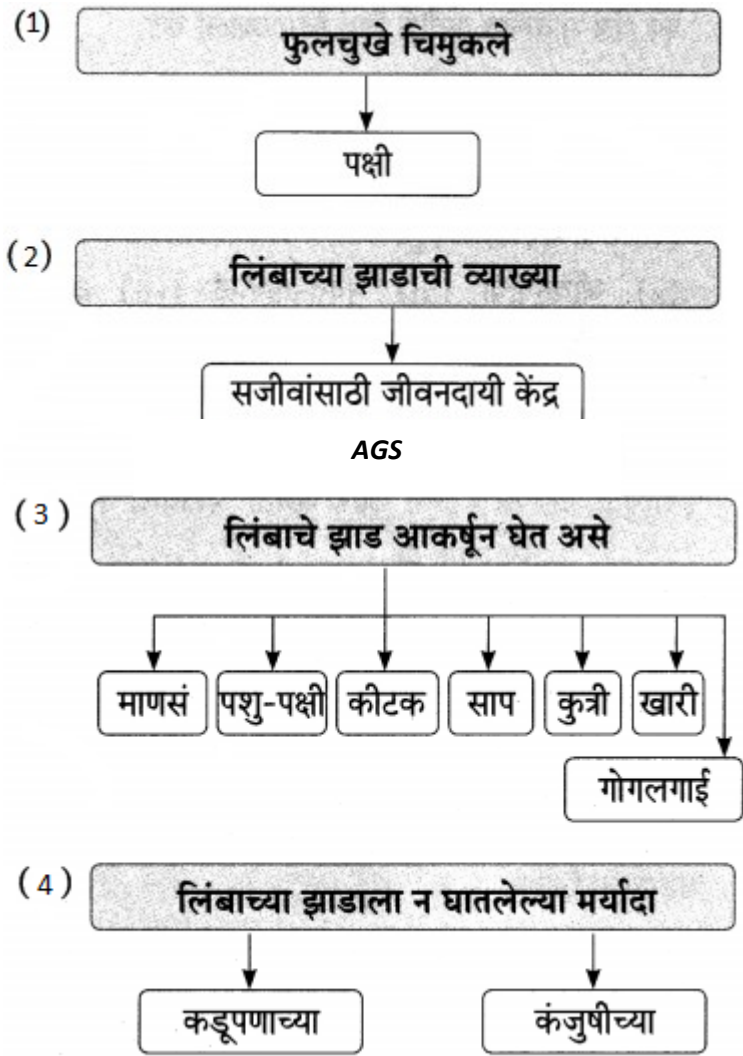 (1)
फुलचुखे चिमुकले
पक्षी
(2)
लिंबाच्या झाडाची व्याख्या
सजीवांसाठी जीवनदायी केंद्र
AGS
(3)
लिंबाचे झाड आकर्षून घेत असे
माणसं पशु-पक्षी कीटक साप कुत्री खारी
गोगलगाई
(4)
लिंबाच्या झाडाला न घातलेल्या मर्यादा
कडूपणाच्या कंजुषीच्या